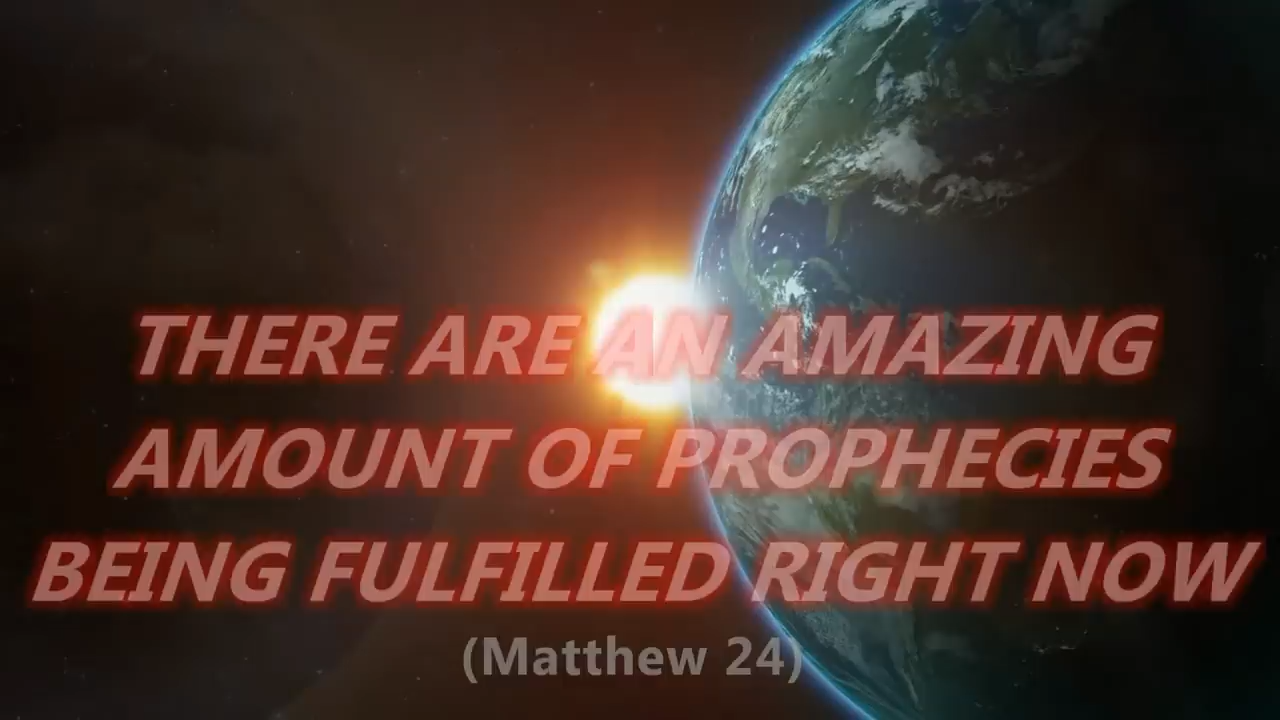 THERE ARE AN AMAZING
AMOUNT OF PROPHECIES
BEING FULFILLED RIGHT NOW
(Matthew 24)